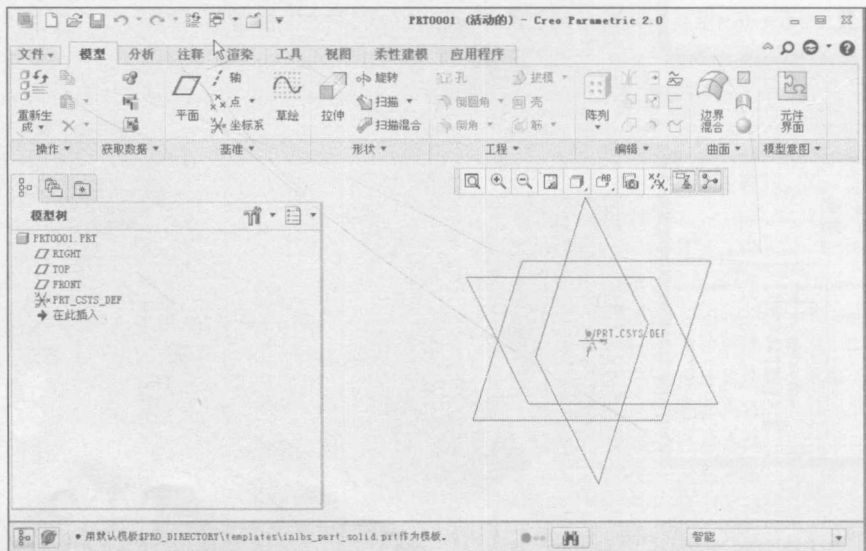 PRT0001 (活动的) - Creo Parametric 2.0
文件 模型 分析 注释 渲染 工具 视图 柔性建模 应用程序
重新生成
平面
轴
点
坐标系
草绘
拉伸
旋转
扫描
扫描混合
孔
倒圆角
倒角
拔模
壳
筋
阵列
边界混合
元件界面
操作 获取数据 基准 形状 工程 编辑 曲面 模型意图
模型树
PRT0001.PRT
RIGHT
TOP
FRONT
PRT_CSYS_DEF
在此插入
PRT_CSYS_DEF
• 用默认模板$PRO_DIRECTORY\templates\inlbs_part_solid.prt作为模板。
智能